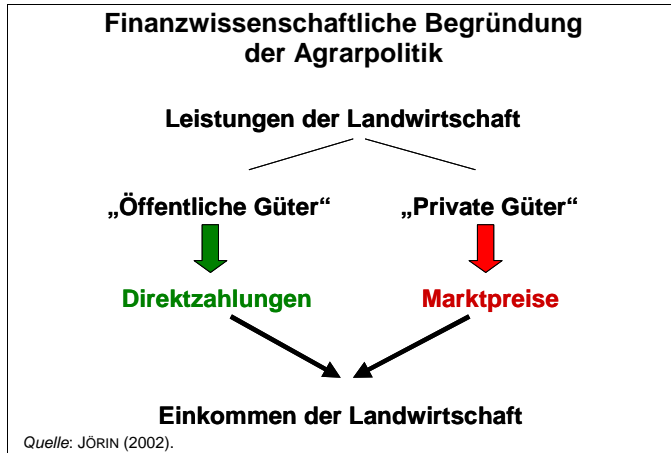 Finanzwissenschaftliche Begründung
der Agrarpolitik
Leistungen der Landwirtschaft
„Öffentliche Güter“ „Private Güter“
Direktzahlungen Marktpreise
Einkommen der Landwirtschaft
Quelle: JÖRIN (2002).